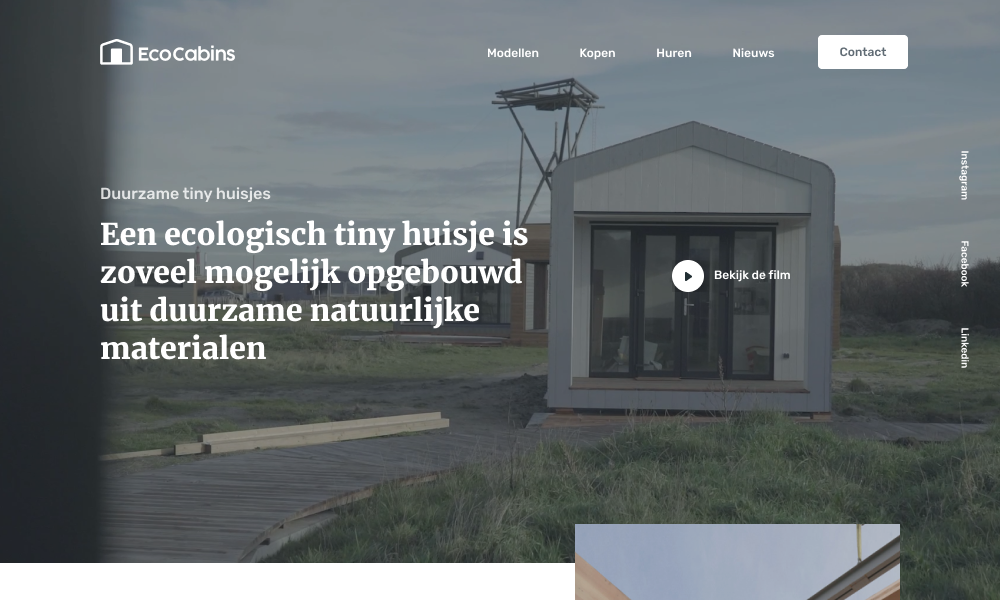 EcoCabins
Modellen
Kopen
Huren
Nieuws
Contact
Instagram
Facebook
Linkedin
Duurzame tiny huisjes
Een ecologisch tiny huisje is
zoveel mogelijk opgebouwd
uit duurzame natuurlijke
materialen
Bekijk de film